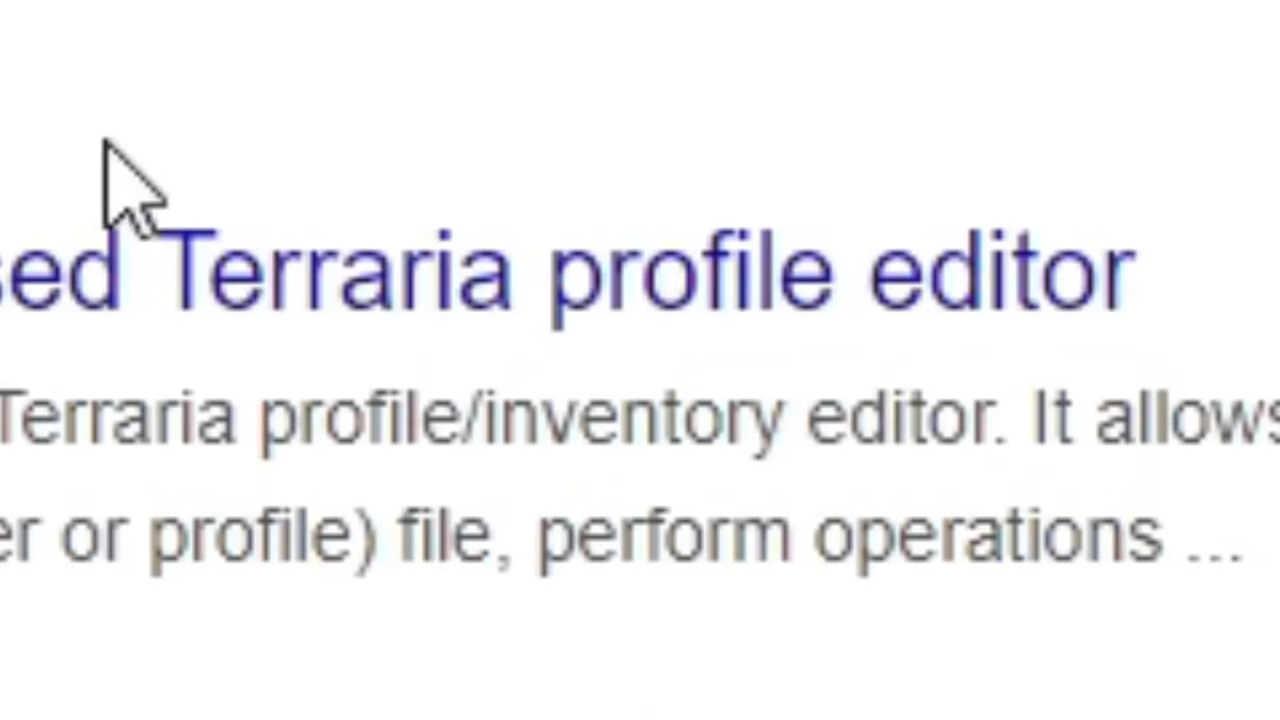 sed Terraria profile editor
Terraria profile/inventory editor. It allows
er or profile) file, perform operations ...